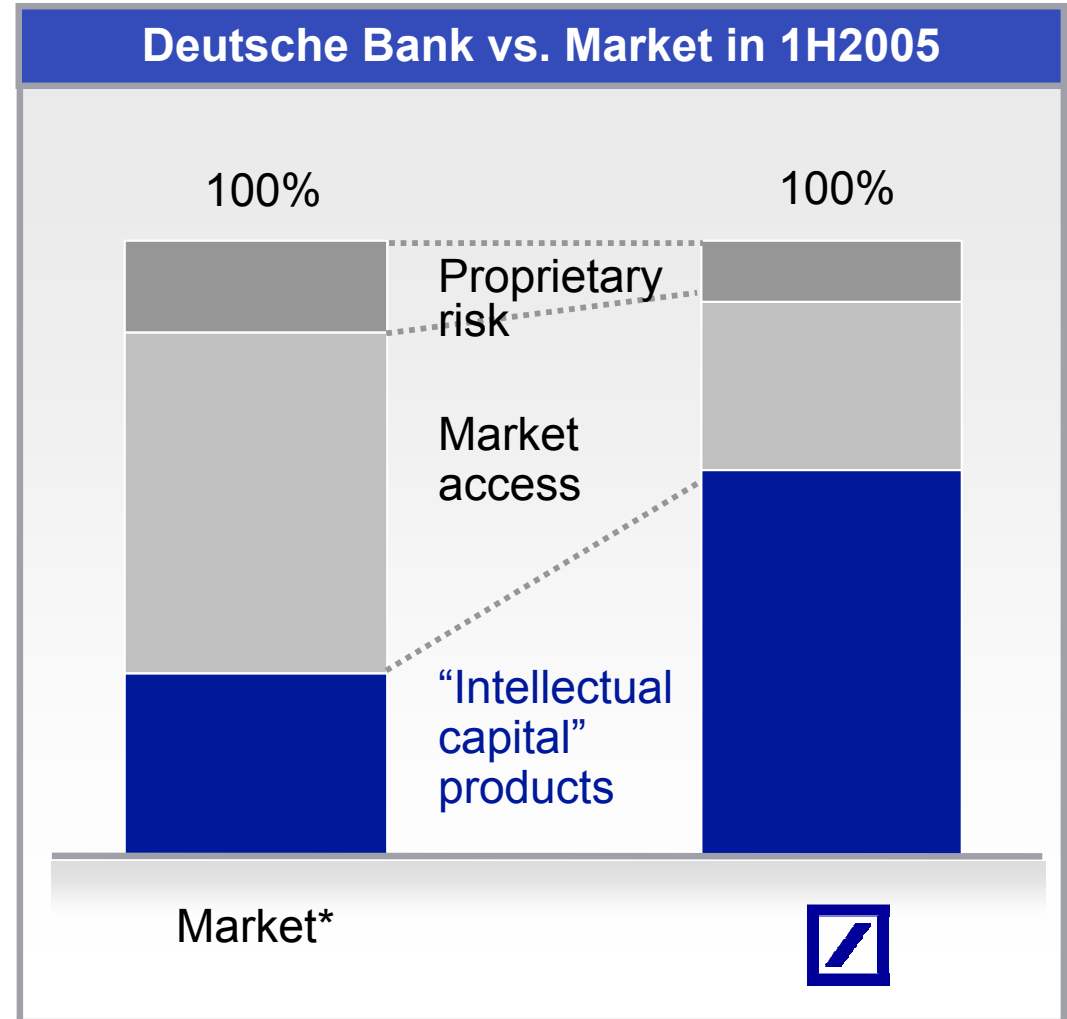 Deutsche Bank vs. Market in 1H2005
100%
100%
Proprietary
risk
Market
access
“Intellectual
capital”
products
Market*